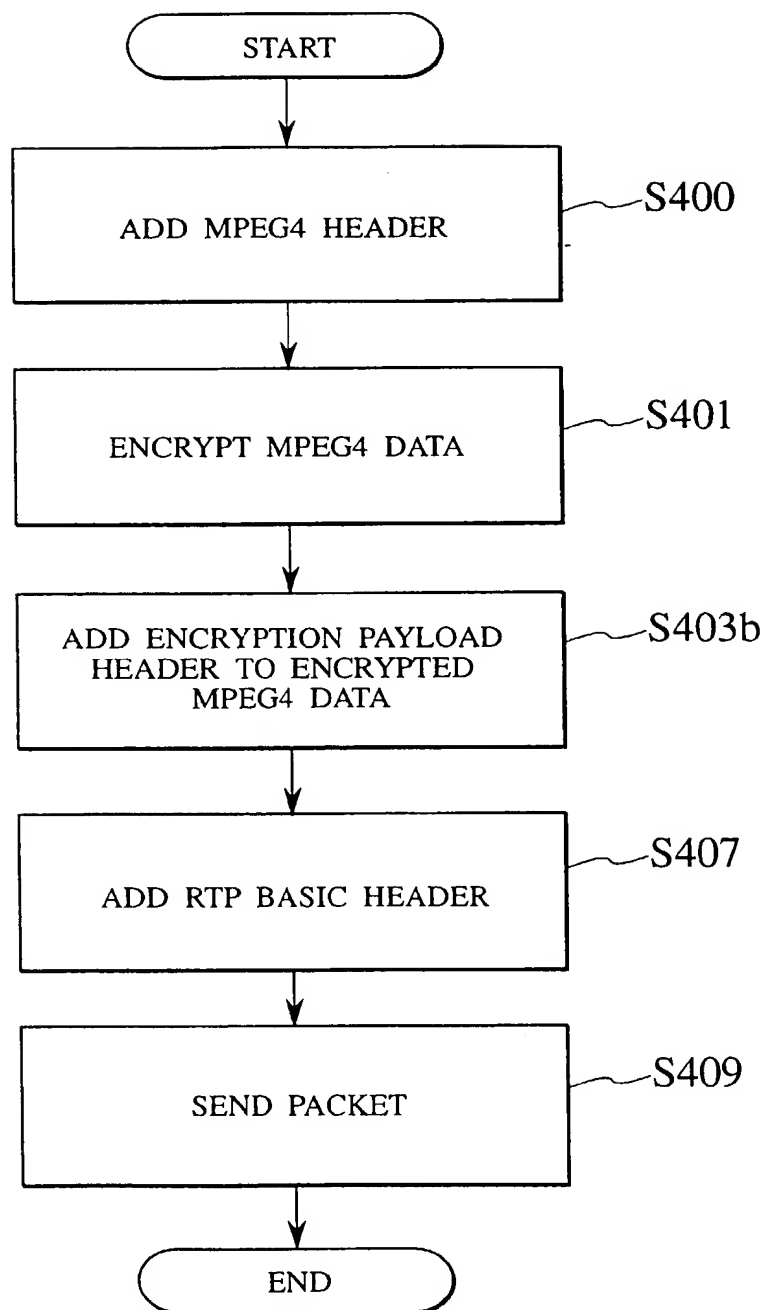 START
ADD MPEG4 HEADER
S400
ENCRYPT MPEG4 DATA
S401
ADD ENCRYPTION PAYLOAD
HEADER TO ENCRYPTED
MPEG4 DATA
S403b
ADD RTP BASIC HEADER
S407
SEND PACKET
S409
END